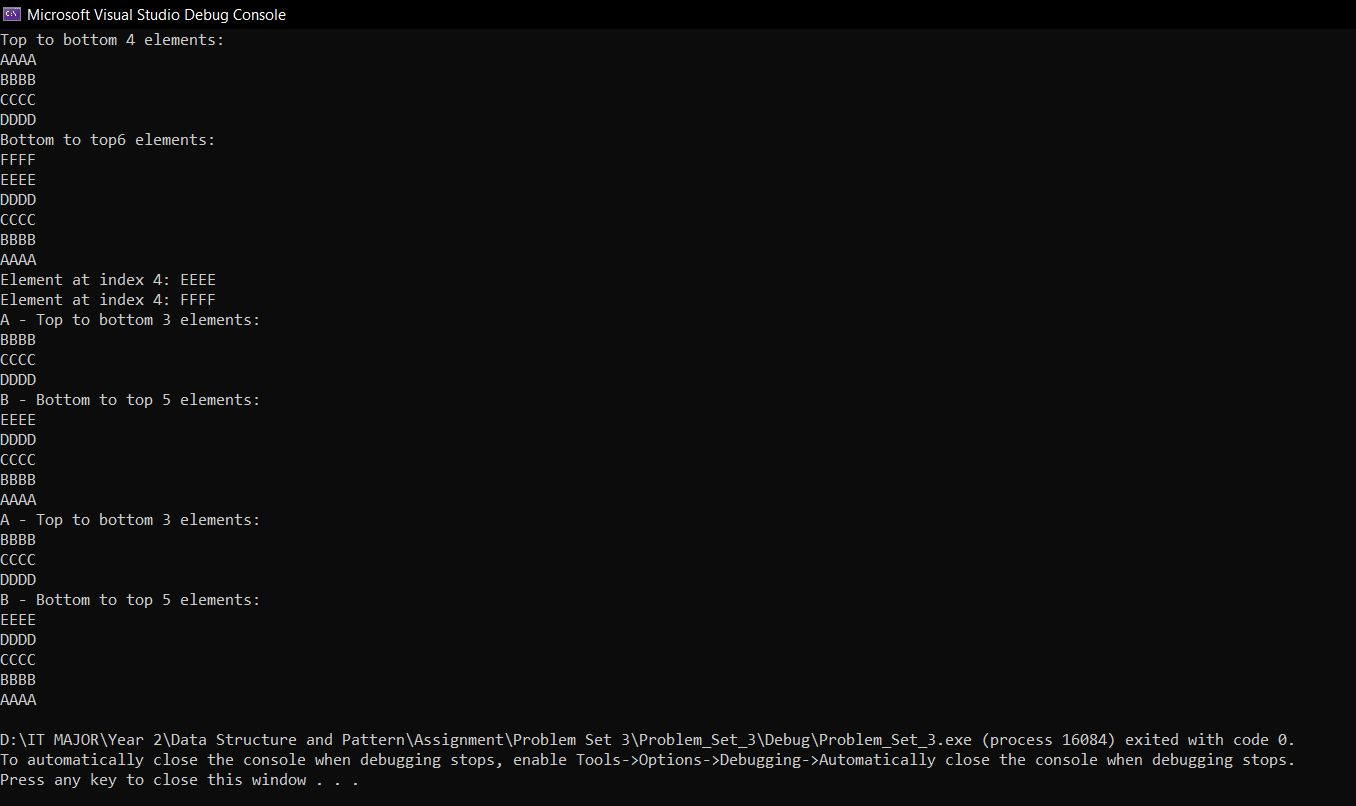 Microsoft Visual Studio Debug Console
Top to bottom 4 elements:
AAAA
BBBB
CCCC
DDDD
Bottom to top6 elements:
FFFF
EEEE
DDDD
CCCC
BBBB
AAAA
Element at index 4: EEEE
Element at index 4: FFFF
A - Top to bottom 3 elements:
BBBB
CCCC
DDDD
B - Bottom to top 5 elements:
EEEE
DDDD
CCCC
BBBB
AAAA
A - Top to bottom 3 elements:
BBBB
CCCC
DDDD
B - Bottom to top 5 elements:
EEEE
DDDD
CCCC
BBBB
AAAA
D:\IT MAJOR\Year 2\Data Structure and Pattern\Assignment\Problem Set 3\Problem_Set_3\Debug\Problem_Set_3.exe (process 16084) exited with code 0.
To automatically close the console when debugging stops, enable Tools->Options->Debugging->Automatically close the console when debugging stops.
Press any key to close this window . . .